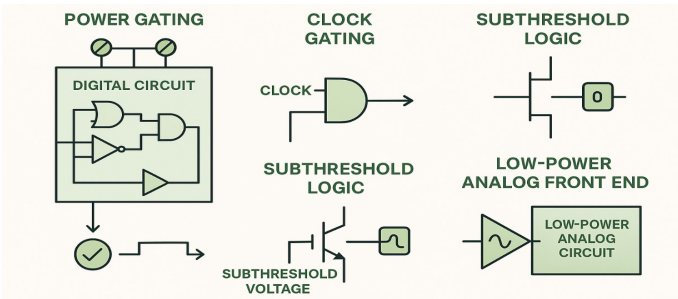 POWER GATING
DIGITAL CIRCUIT
CLOCK
GATING
CLOCK
SUBTHRESHOLD
LOGIC
0
SUBTHRESHOLD
LOGIC
SUBTHRESHOLD
VOLTAGE
LOW-POWER
ANALOG FRONT END
LOW-POWER
ANALOG
CIRCUIT